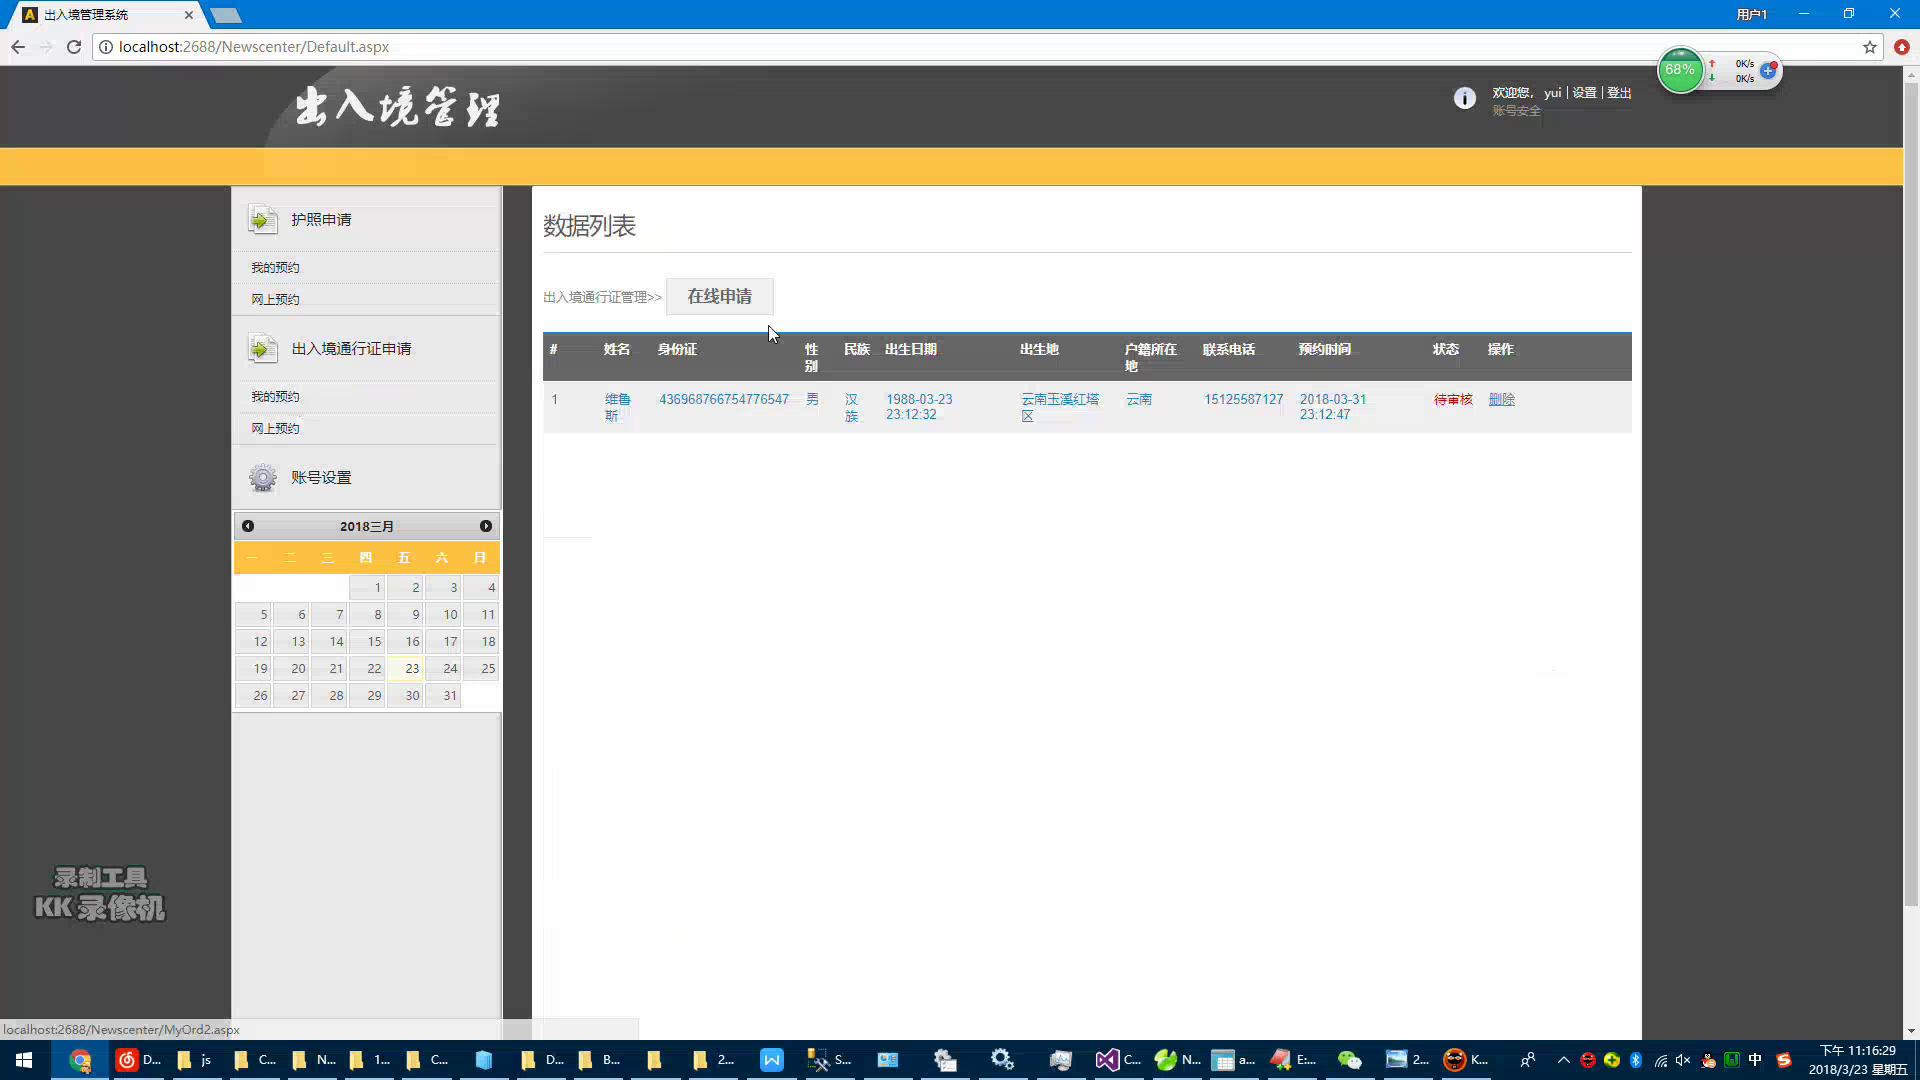 出入境管理系统
用户1
localhost:2688/Newscenter/Default.aspx
68%
0K/s
0K/s
出入境管理
欢迎您， yui | 设置 | 登出
账号安全
护照申请
我的预约
网上预约
出入境通行证申请
我的预约
网上预约
账号设置
2018三月
一 二 三 四 五 六 日
1 2 3 4
5 6 7 8 9 10 11
12 13 14 15 16 17 18
19 20 21 22 23 24 25
26 27 28 29 30 31
数据列表
出入境通行证管理>> 在线申请
# 姓名 身份证 性别 民族 出生日期 出生地 户籍所在地 联系电话 预约时间 状态 操作
1 维鲁斯 436968766754776547 男 汉族 1988-03-23 23:12:32 云南玉溪红塔区 云南 15125587127 2018-03-31 23:12:47 待审核 删除
录制工具
KK 录像机
localhost:2688/Newscenter/MyOrd2.aspx
D... js C... N... 1... C... D... B... 2... S... C... N... a... E:... 2... K... 中
下午 11:16:29
2018/3/23 星期五